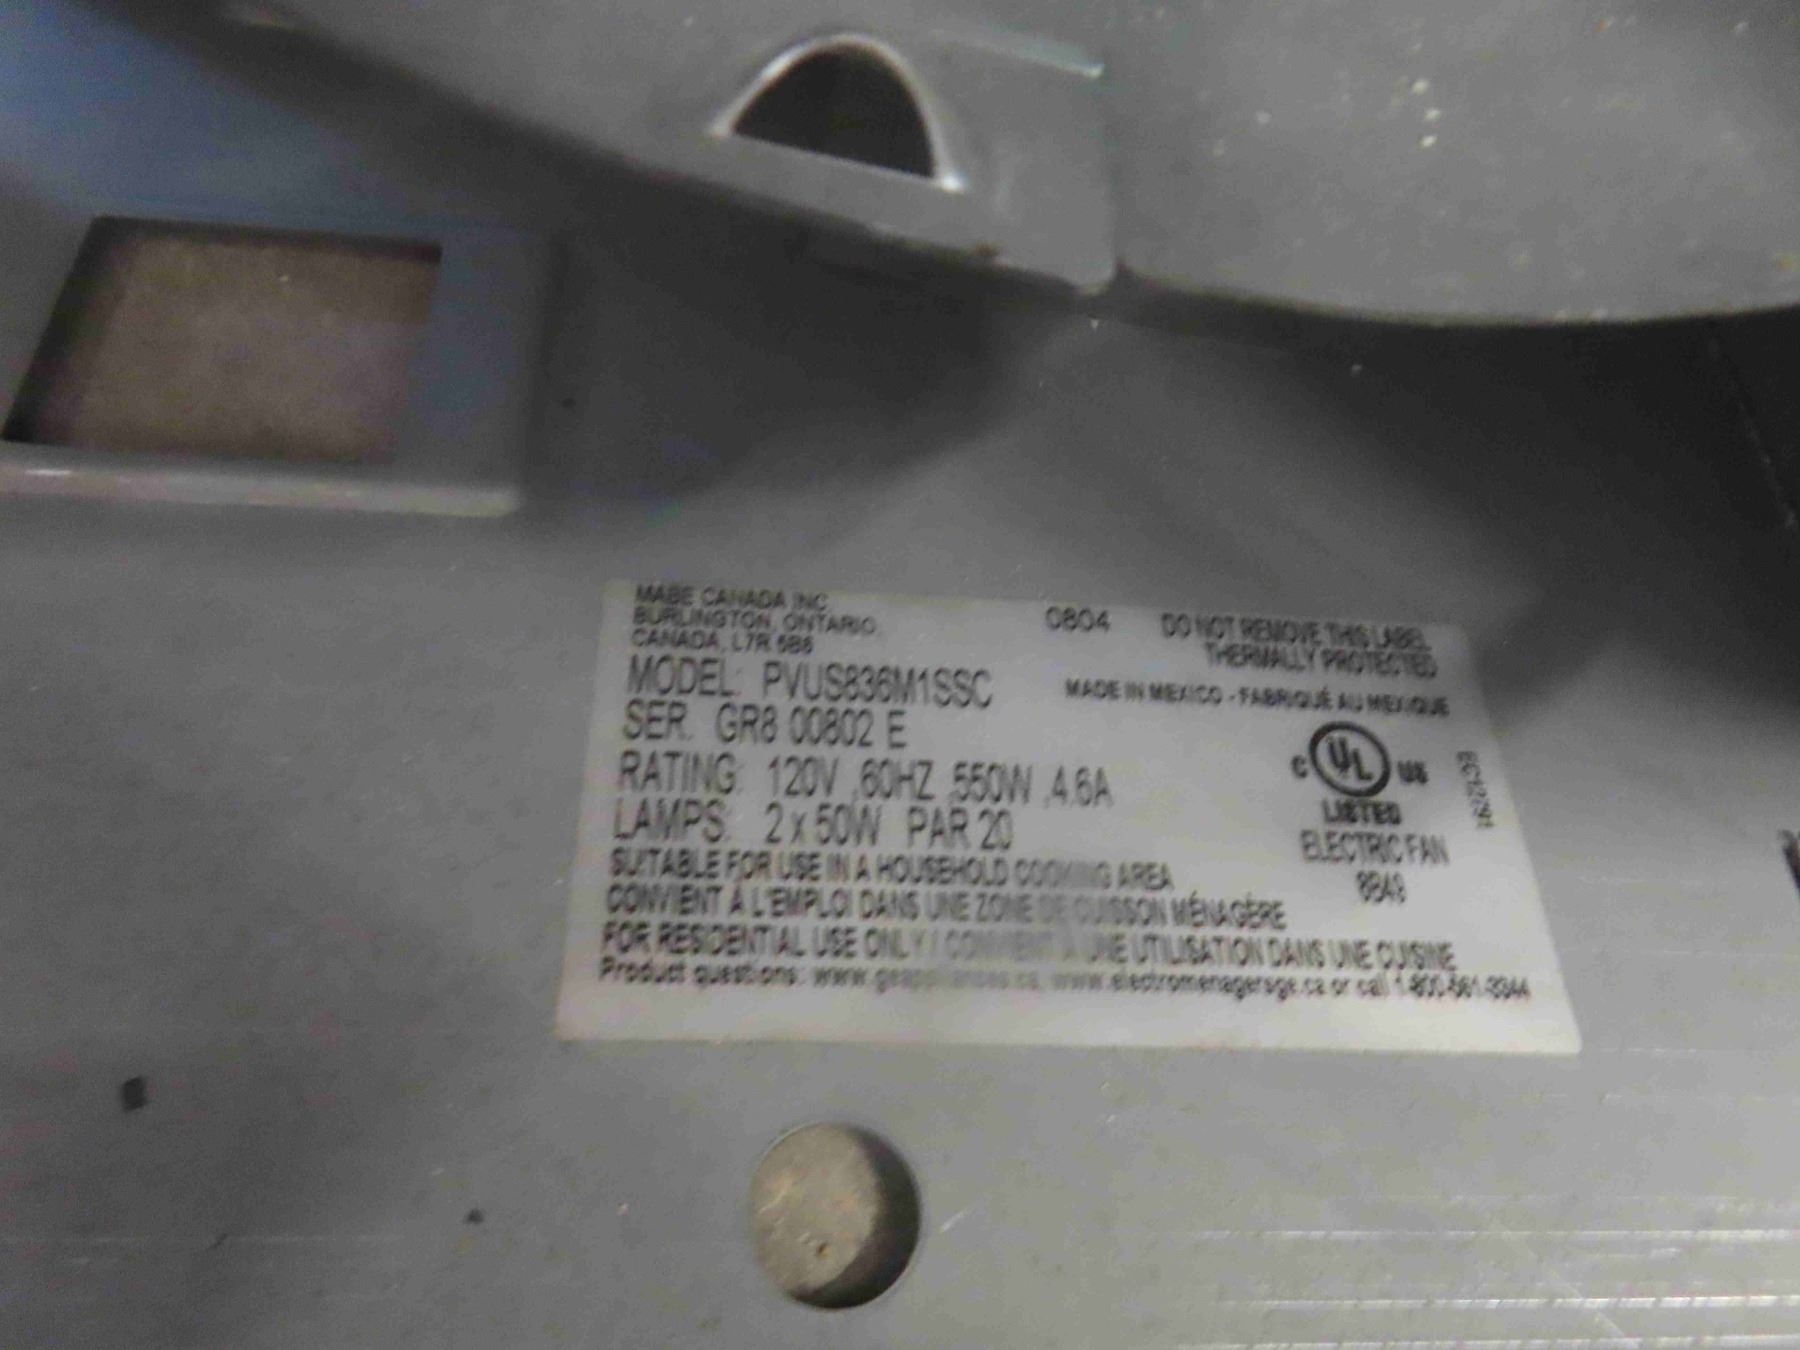 MABE CANADA INC
BURLINGTON, ONTARIO,
CANADA, L7R 5B6
0804
DO NOT REMOVE THIS LABEL
THERMALLY PROTECTED
MADE IN MEXICO - FABRIQUÉ AU MEXIQUE
MODEL: PVUS836M1SSC
SER. GR8 00802 E
RATING: 120V ,60HZ ,550W ,4.6A
LAMPS: 2 x 50W PAR 20
C UL US
LISTED
ELECTRIC FAN
8B49
SUITABLE FOR USE IN A HOUSEHOLD COOKING AREA
CONVIENT À L'EMPLOI DANS UNE ZONE DE CUISSON MÉNAGÈRE
FOR RESIDENTIAL USE ONLY / CONVIENT À UNE UTILISATION DANS UNE CUISINE
Product questions: www.geappliances.ca, www.electromenagersge.ca or call 1-800-561-3344